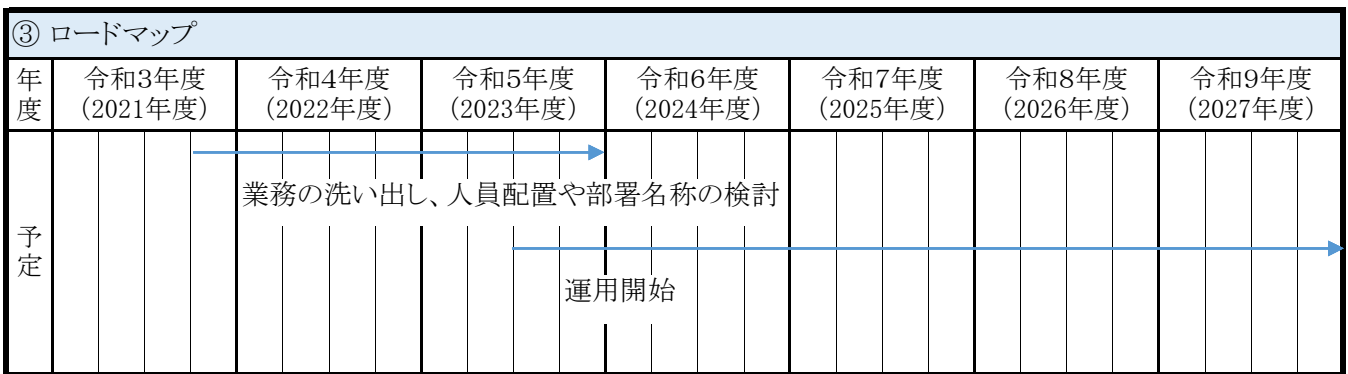 ③ ロードマップ
年度
令和3年度 令和4年度 令和5年度 令和6年度 令和7年度 令和8年度 令和9年度
(2021年度) (2022年度) (2023年度) (2024年度) (2025年度) (2026年度) (2027年度)
業務の洗い出し、人員配置や部署名称の検討
予定
運用開始